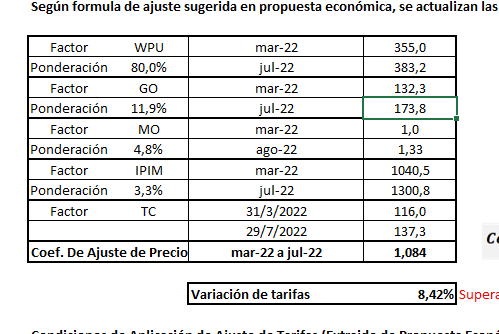 Según formula de ajuste sugerida en propuesta económica, se actualizan las
Factor WPU mar-22 355,0
Ponderación 80,0% jul-22 383,2
Factor GO mar-22 132,3
Ponderación 11,9% jul-22 173,8
Factor MO mar-22 1,0
Ponderación 4,8% ago-22 1,33
Factor IPIM mar-22 1040,5
Ponderación 3,3% jul-22 1300,8
Factor TC 31/3/2022 116,0
29/7/2022 137,3
Coef. De Ajuste de Precio mar-22 a jul-22 1,084
Variación de tarifas 8,42% Supera